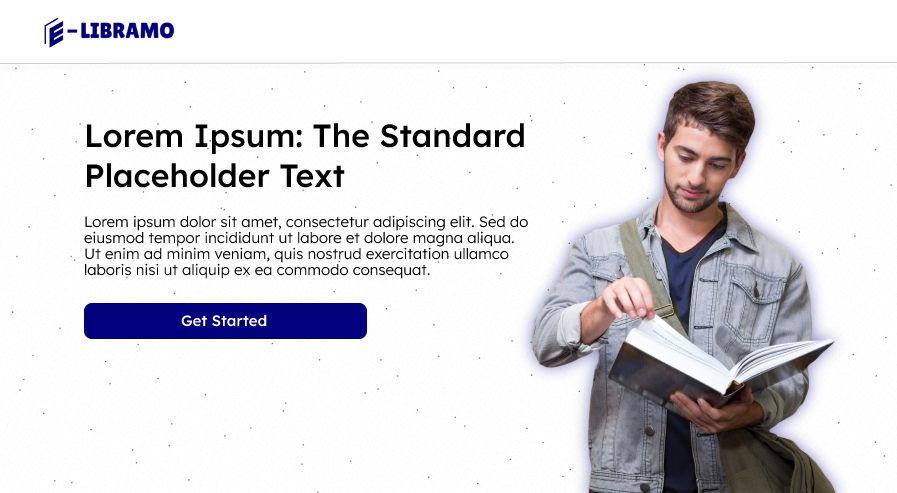 E-LIBRAMO
Lorem Ipsum: The Standard
Placeholder Text
Lorem ipsum dolor sit amet, consectetur adipiscing elit. Sed do
eiusmod tempor incididunt ut labore et dolore magna aliqua.
Ut enim ad minim veniam, quis nostrud exercitation ullamco
laboris nisi ut aliquip ex ea commodo consequat.
Get Started